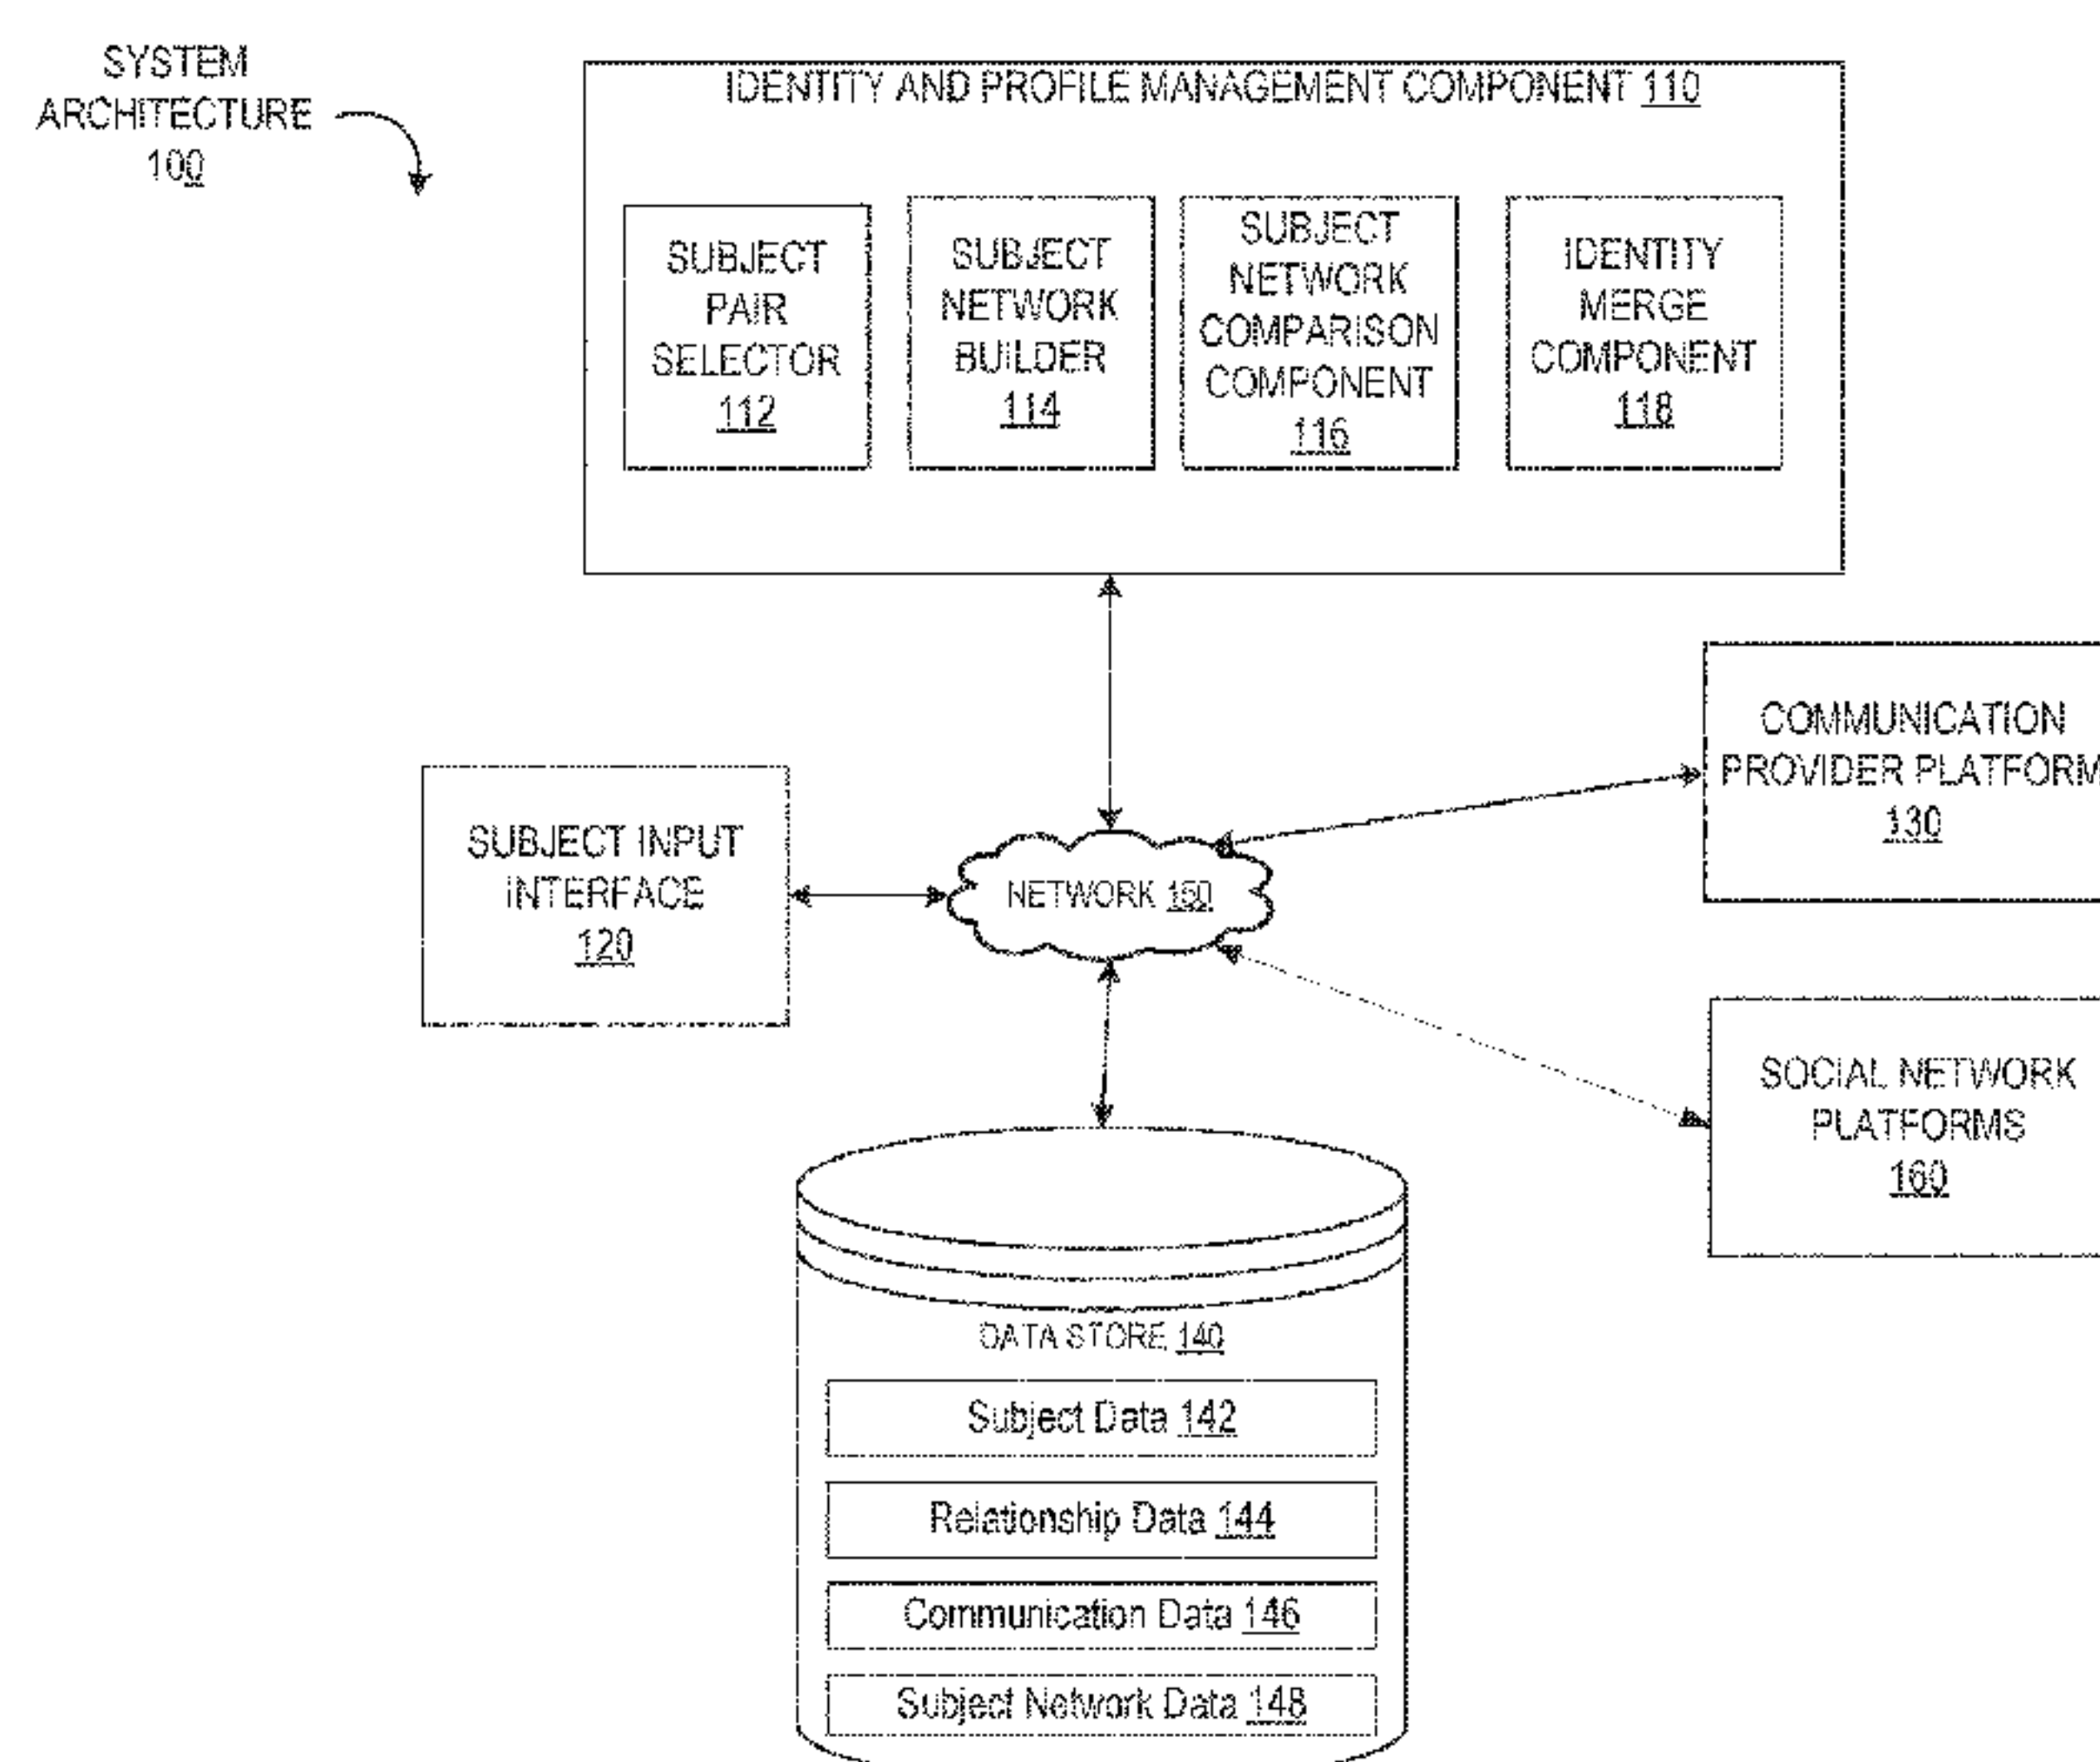 SYSTEM
ARCHITECTURE
100
IDENTITY AND PROFILE MANAGEMENT COMPONENT 110
SUBJECT
PAIR
SELECTOR
112
SUBJECT
NETWORK
BUILDER
114
SUBJECT
NETWORK
COMPARISON
COMPONENT
116
IDENTITY
MERGE
COMPONENT
118
COMMUNICATION
PROVIDER PLATFORM
130
SUBJECT INPUT
INTERFACE
120
NETWORK
SOCIAL NETWORK
PLATFORMS
160
DATA STORE 140
Subject Data 142
Relationship Data 144
Communication Data 146
Subject Network Data 148